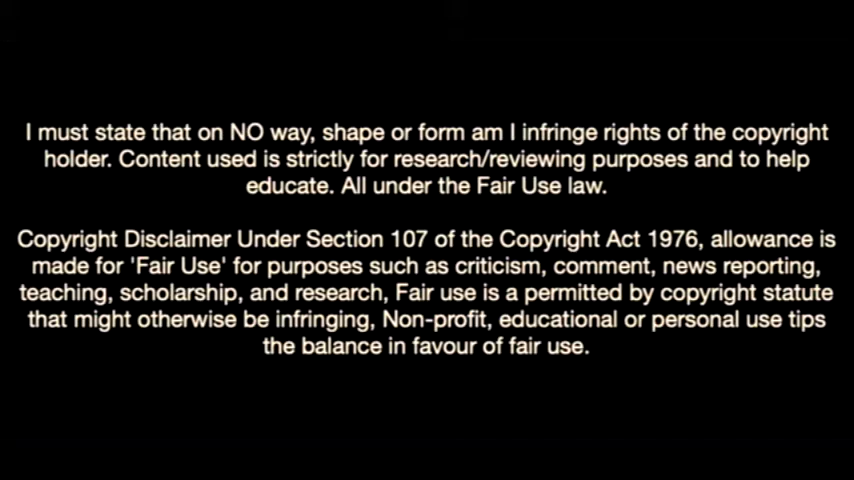 I must state that on NO way, shape or form am I infringe rights of the copyright
holder. Content used is strictly for research/reviewing purposes and to help
educate. All under the Fair Use law.
Copyright Disclaimer Under Section 107 of the Copyright Act 1976, allowance is
made for 'Fair Use' for purposes such as criticism, comment, news reporting,
teaching, scholarship, and research, Fair use is a permitted by copyright statute
that might otherwise be infringing, Non-profit, educational or personal use tips
the balance in favour of fair use.